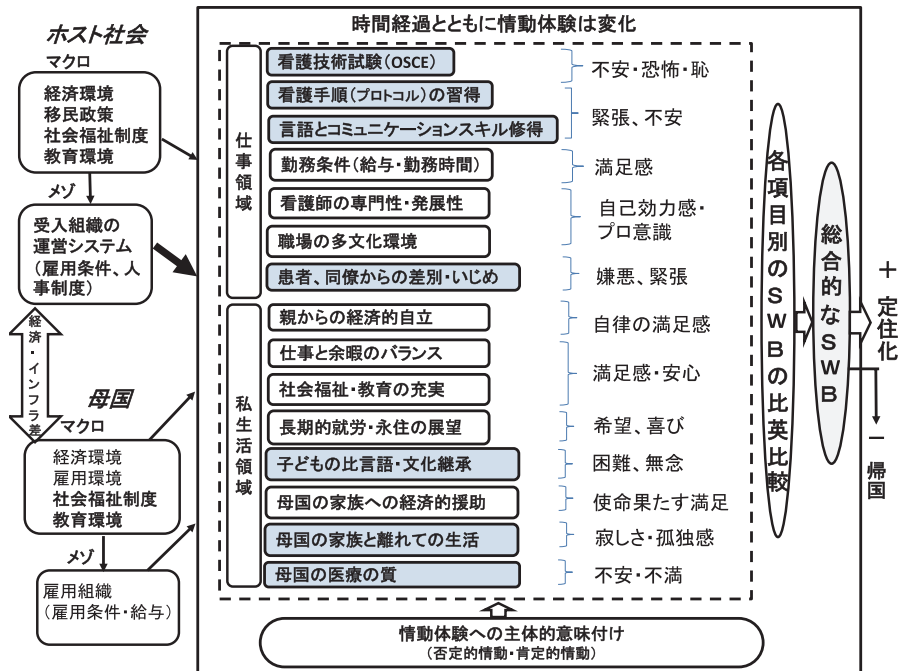 時間経過とともに情動体験は変化
ホスト社会
マクロ
経済環境
移民政策
社会福祉制度
教育環境
メゾ
受入組織の
運営システム
(雇用条件、人
事制度)
経済・インフラ差
母国
マクロ
経済環境
雇用環境
社会福祉制度
教育環境
メゾ
雇用組織
(雇用条件・給与)
仕事領域
看護技術試験(OSCE)
不安・恐怖・恥
看護手順(プロトコル)の習得
言語とコミュニケーションスキル修得
緊張、不安
勤務条件(給与・勤務時間)
満足感
看護師の専門性・発展性
職場の多文化環境
自己効力感・
プロ意識
患者、同僚からの差別・いじめ
嫌悪、緊張
私生活領域
親からの経済的自立
自律の満足感
仕事と余暇のバランス
社会福祉・教育の充実
満足感・安心
長期的就労・永住の展望
希望、喜び
子どもの比言語・文化継承
困難、無念
母国の家族への経済的援助
使命果たす満足
母国の家族と離れての生活
寂しさ・孤独感
母国の医療の質
不安・不満
情動体験への主体的意味付け
(否定的情動・肯定的情動)
各項目別のSWBの比英比較
総合的なSWB
+ 定住化
− 帰国